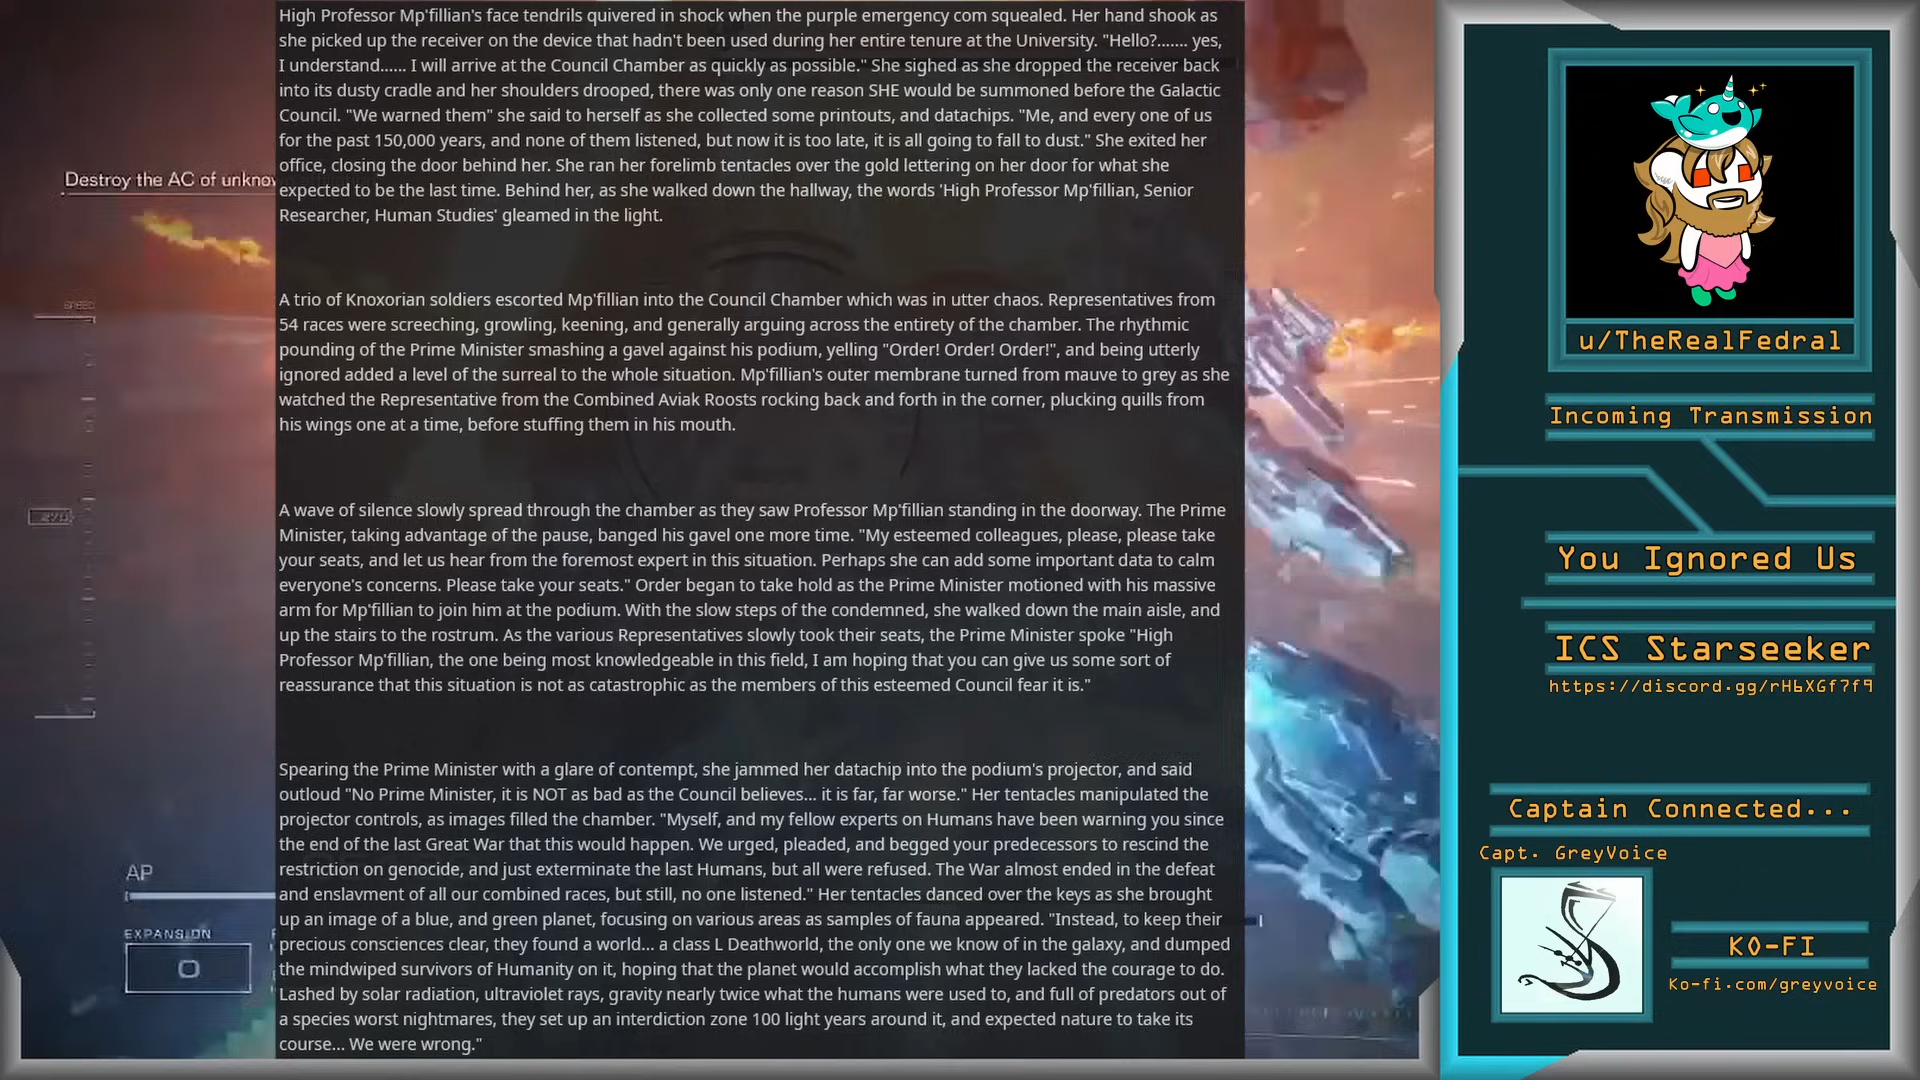 High Professor Mp'fillian's face tendrils quivered in shock when the purple emergency com squealed. Her hand shook as
she picked up the receiver on the device that hadn't been used during her entire tenure at the University. "Hello?....... yes,
I understand...... I will arrive at the Council Chamber as quickly as possible." She sighed as she dropped the receiver back
into its dusty cradle and her shoulders drooped, there was only one reason SHE would be summoned before the Galactic
Council. "We warned them" she said to herself as she collected some printouts, and datachips. "Me, and every one of us
for the past 150,000 years, and none of them listened, but now it is too late, it is all going to fall to dust." She exited her
office, closing the door behind her. She ran her forelimb tentacles over the gold lettering on her door for what she
expected to be the last time. Behind her, as she walked down the hallway, the words 'High Professor Mp'fillian, Senior
Researcher, Human Studies' gleamed in the light.
A trio of Knoxorian soldiers escorted Mp'fillian into the Council Chamber which was in utter chaos. Representatives from
54 races were screeching, growling, keening, and generally arguing across the entirety of the chamber. The rhythmic
pounding of the Prime Minister smashing a gavel against his podium, yelling "Order! Order! Order!", and being utterly
ignored added a level of the surreal to the whole situation. Mp'fillian's outer membrane turned from mauve to grey as she
watched the Representative from the Combined Aviak Roosts rocking back and forth in the corner, plucking quills from
his wings one at a time, before stuffing them in his mouth.
A wave of silence slowly spread through the chamber as they saw Professor Mp'fillian standing in the doorway. The Prime
Minister, taking advantage of the pause, banged his gavel one more time. "My esteemed colleagues, please, please take
your seats, and let us hear from the foremost expert in this situation. Perhaps she can add some important data to calm
everyone's concerns. Please take your seats." Order began to take hold as the Prime Minister motioned with his massive
arm for Mp'fillian to join him at the podium. With the slow steps of the condemned, she walked down the main aisle, and
up the stairs to the rostrum. As the various Representatives slowly took their seats, the Prime Minister spoke "High
Professor Mp'fillian, the one being most knowledgeable in this field, I am hoping that you can give us some sort of
reassurance that this situation is not as catastrophic as the members of this esteemed Council fear it is."
Spearing the Prime Minister with a glare of contempt, she jammed her datachip into the podium's projector, and said
outloud "No Prime Minister, it is NOT as bad as the Council believes... it is far, far worse." Her tentacles manipulated the
projector controls, as images filled the chamber. "Myself, and my fellow experts on Humans have been warning you since
the end of the last Great War that this would happen. We urged, pleaded, and begged your predecessors to rescind the
restriction on genocide, and just exterminate the last Humans, but all were refused. The War almost ended in the defeat
and enslavment of all our combined races, but still, no one listened." Her tentacles danced over the keys as she brought
up an image of a blue, and green planet, focusing on various areas as samples of fauna appeared. "Instead, to keep their
precious consciences clear, they found a world... a class L Deathworld, the only one we know of in the galaxy, and dumped
the mindwiped survivors of Humanity on it, hoping that the planet would accomplish what they lacked the courage to do.
Lashed by solar radiation, ultraviolet rays, gravity nearly twice what the humans were used to, and full of predators out of
a species worst nightmares, they set up an interdiction zone 100 light years around it, and expected nature to take its
course... We were wrong."
Destroy the AC of
SPEED
AP
EXPANSION
0
u/TheRealFedral
Incoming Transmission
You Ignored Us
ICS Starseeker
https://discord.gg/rH6XGf7f9
Captain Connected...
Capt. GreyVoice
KO-FI
Ko-fi.com/greyvoice